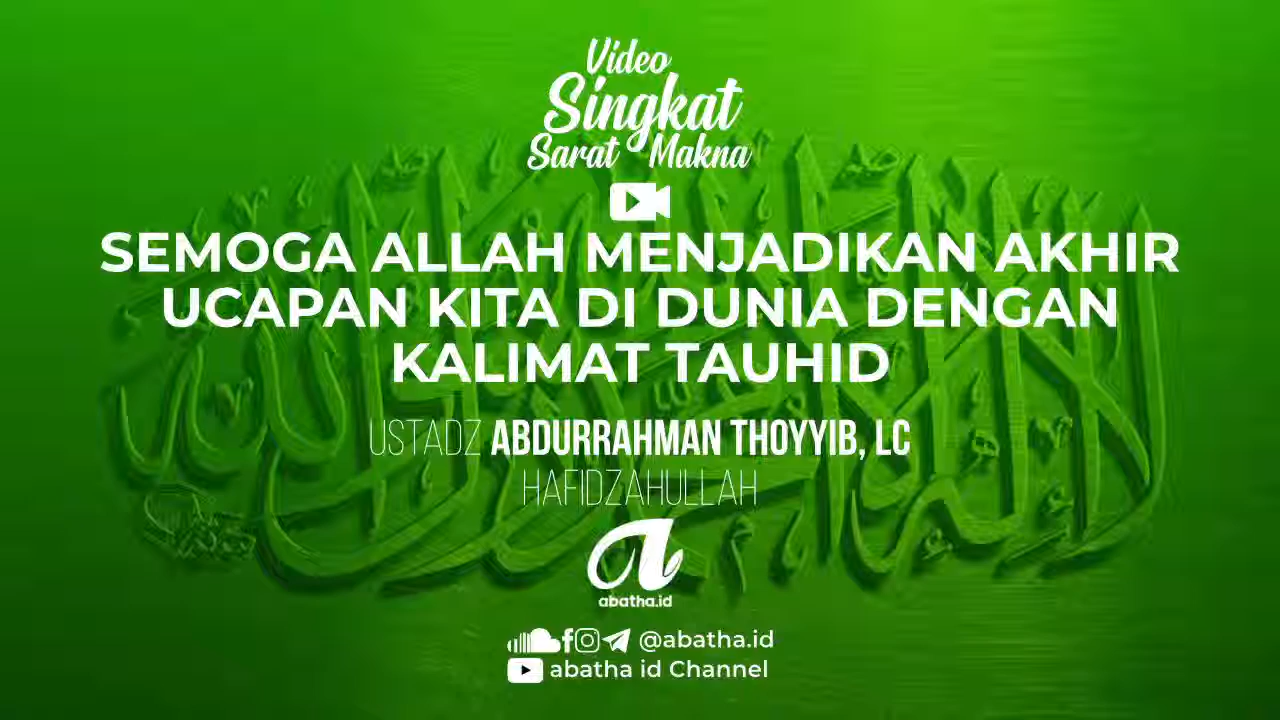 Video
Singkat
Sarat Makna
SEMOGA ALLAH MENJADIKAN AKHIR
UCAPAN KITA DI DUNIA DENGAN
KALIMAT TAUHID
USTADZ ABDURRAHMAN THOYYIB, LC
HAFIDZAHULLAH
abatha.id
@abatha.id
abatha id Channel